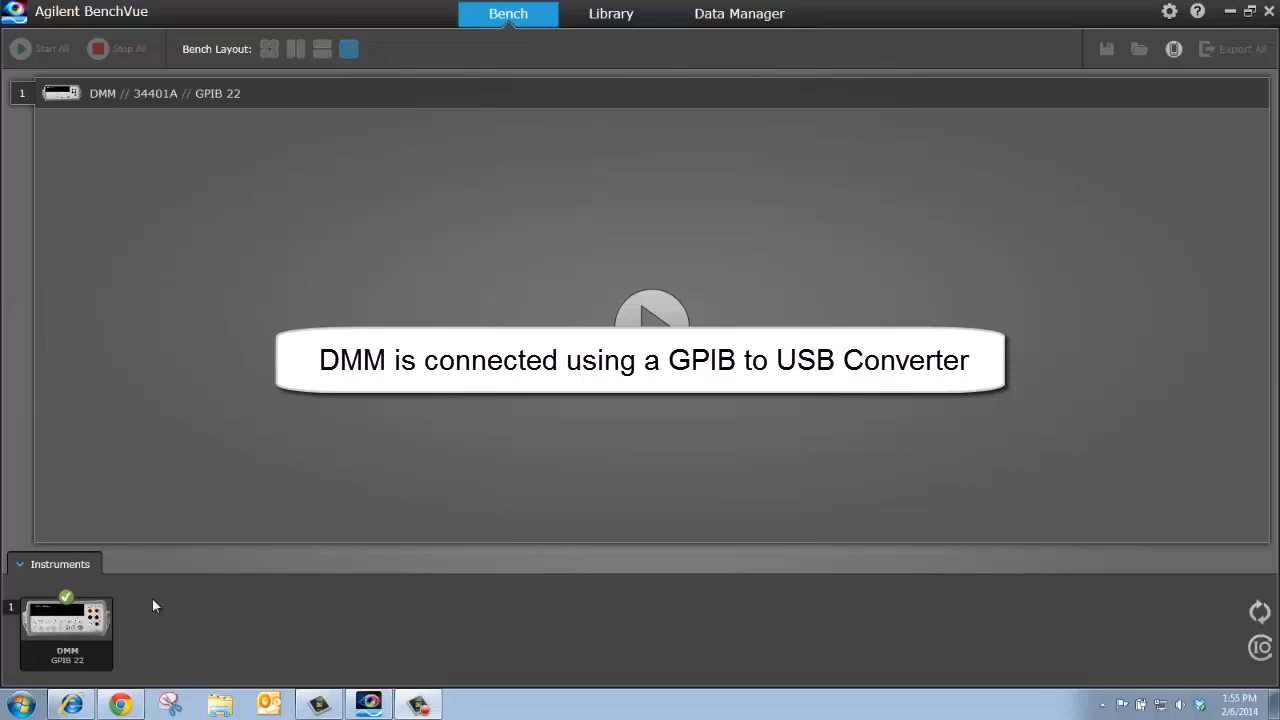 Agilent BenchVue
Bench
Library
Data Manager
Start All
Stop All
Bench Layout:
Export All
1
DMM // 34401A // GPIB 22
DMM is connected using a GPIB to USB Converter
Instruments
1
DMM
GPIB 22
IO
1:55 PM
2/6/2014